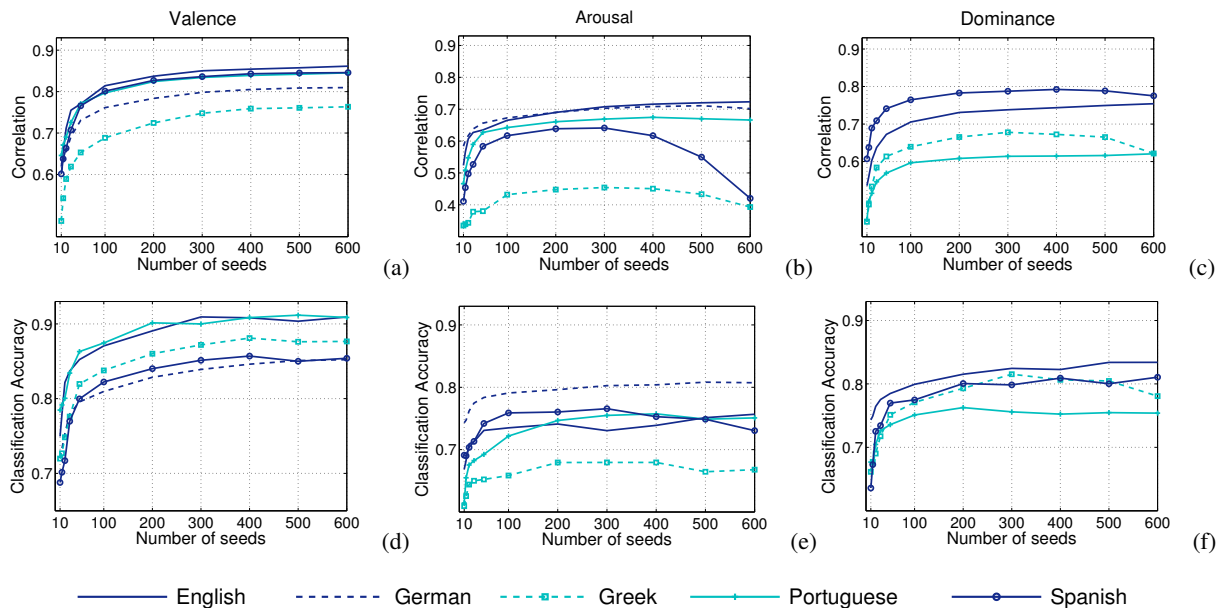 Valence
Arousal
Dominance
Correlation
0.9
0.8
0.7
0.6
10 100 200 300 400 500 600
Number of seeds
(a)
Correlation
0.9
0.8
0.7
0.6
0.5
0.4
10 100 200 300 400 500 600
Number of seeds
(b)
Correlation
0.9
0.8
0.7
0.6
10 100 200 300 400 500 600
Number of seeds
(c)
Classification Accuracy
0.9
0.8
0.7
10 100 200 300 400 500 600
Number of seeds
(d)
Classification Accuracy
0.9
0.8
0.7
10 100 200 300 400 500 600
Number of seeds
(e)
Classification Accuracy
0.9
0.8
0.7
10 100 200 300 400 500 600
Number of seeds
(f)
English German Greek Portuguese Spanish